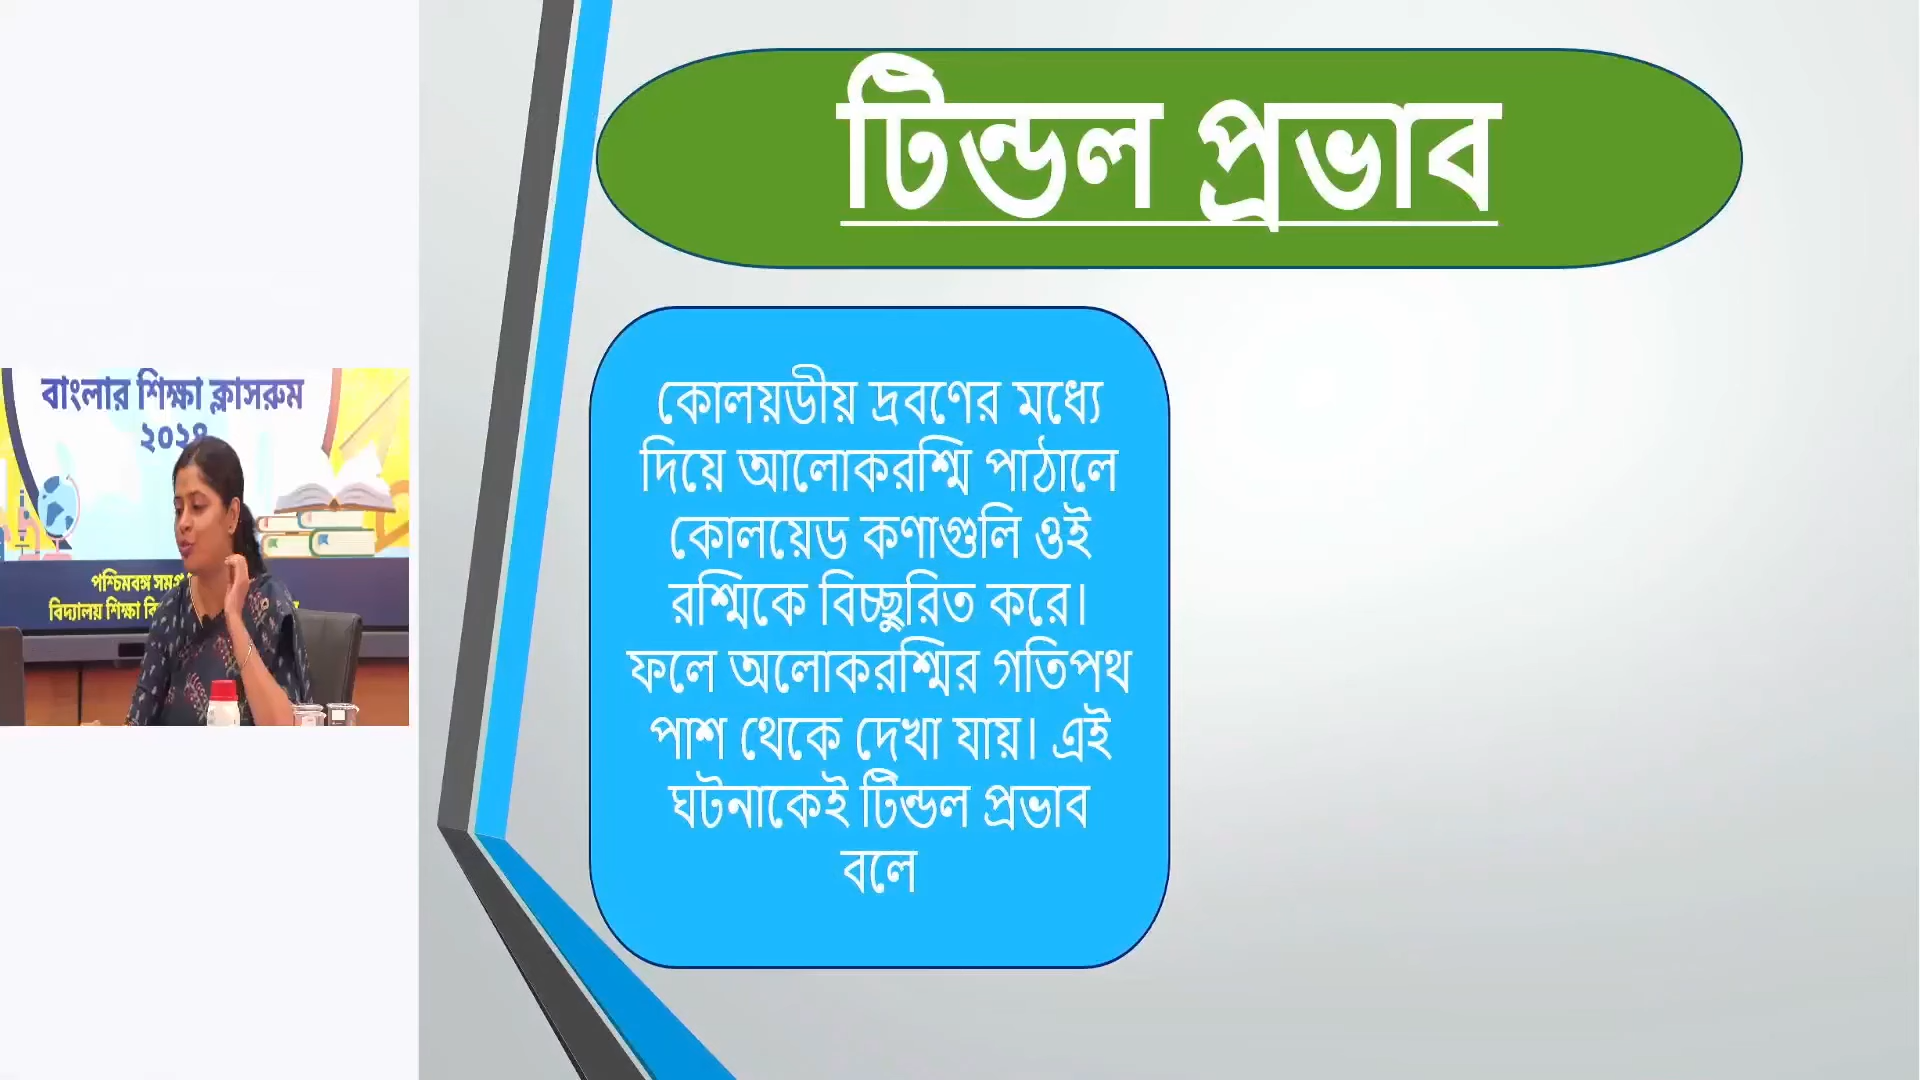 টিন্ডল প্রভাব
কোলয়ডীয় দ্রবণের মধ্যে
দিয়ে আলোকরশ্মি পাঠালে
কোলয়েড কণাগুলি ওই
রশ্মিকে বিচ্ছুরিত করে।
ফলে অলোকরশ্মির গতিপথ
পাশ থেকে দেখা যায়। এই
ঘটনাকেই টিন্ডল প্রভাব
বলে
বাংলার শিক্ষা ক্লাসরুম
২০২৪
পশ্চিমবঙ্গ
বিদ্যালয় শিক্ষা